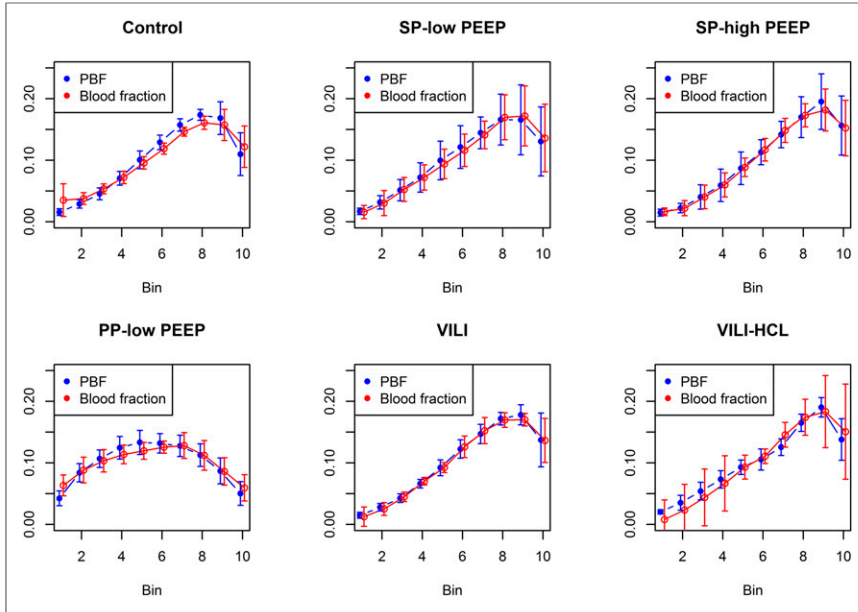 Control
SP-low PEEP
SP-high PEEP
PBF
Blood fraction
PBF
Blood fraction
PBF
Blood fraction
0.00 0.10 0.20
0.00 0.10 0.20
0.00 0.10 0.20
2 4 6 8 10
2 4 6 8 10
2 4 6 8 10
Bin
Bin
Bin
PP-low PEEP
VILI
VILI-HCL
PBF
Blood fraction
PBF
Blood fraction
PBF
Blood fraction
0.00 0.10 0.20
0.00 0.10 0.20
0.00 0.10 0.20
2 4 6 8 10
2 4 6 8 10
2 4 6 8 10
Bin
Bin
Bin